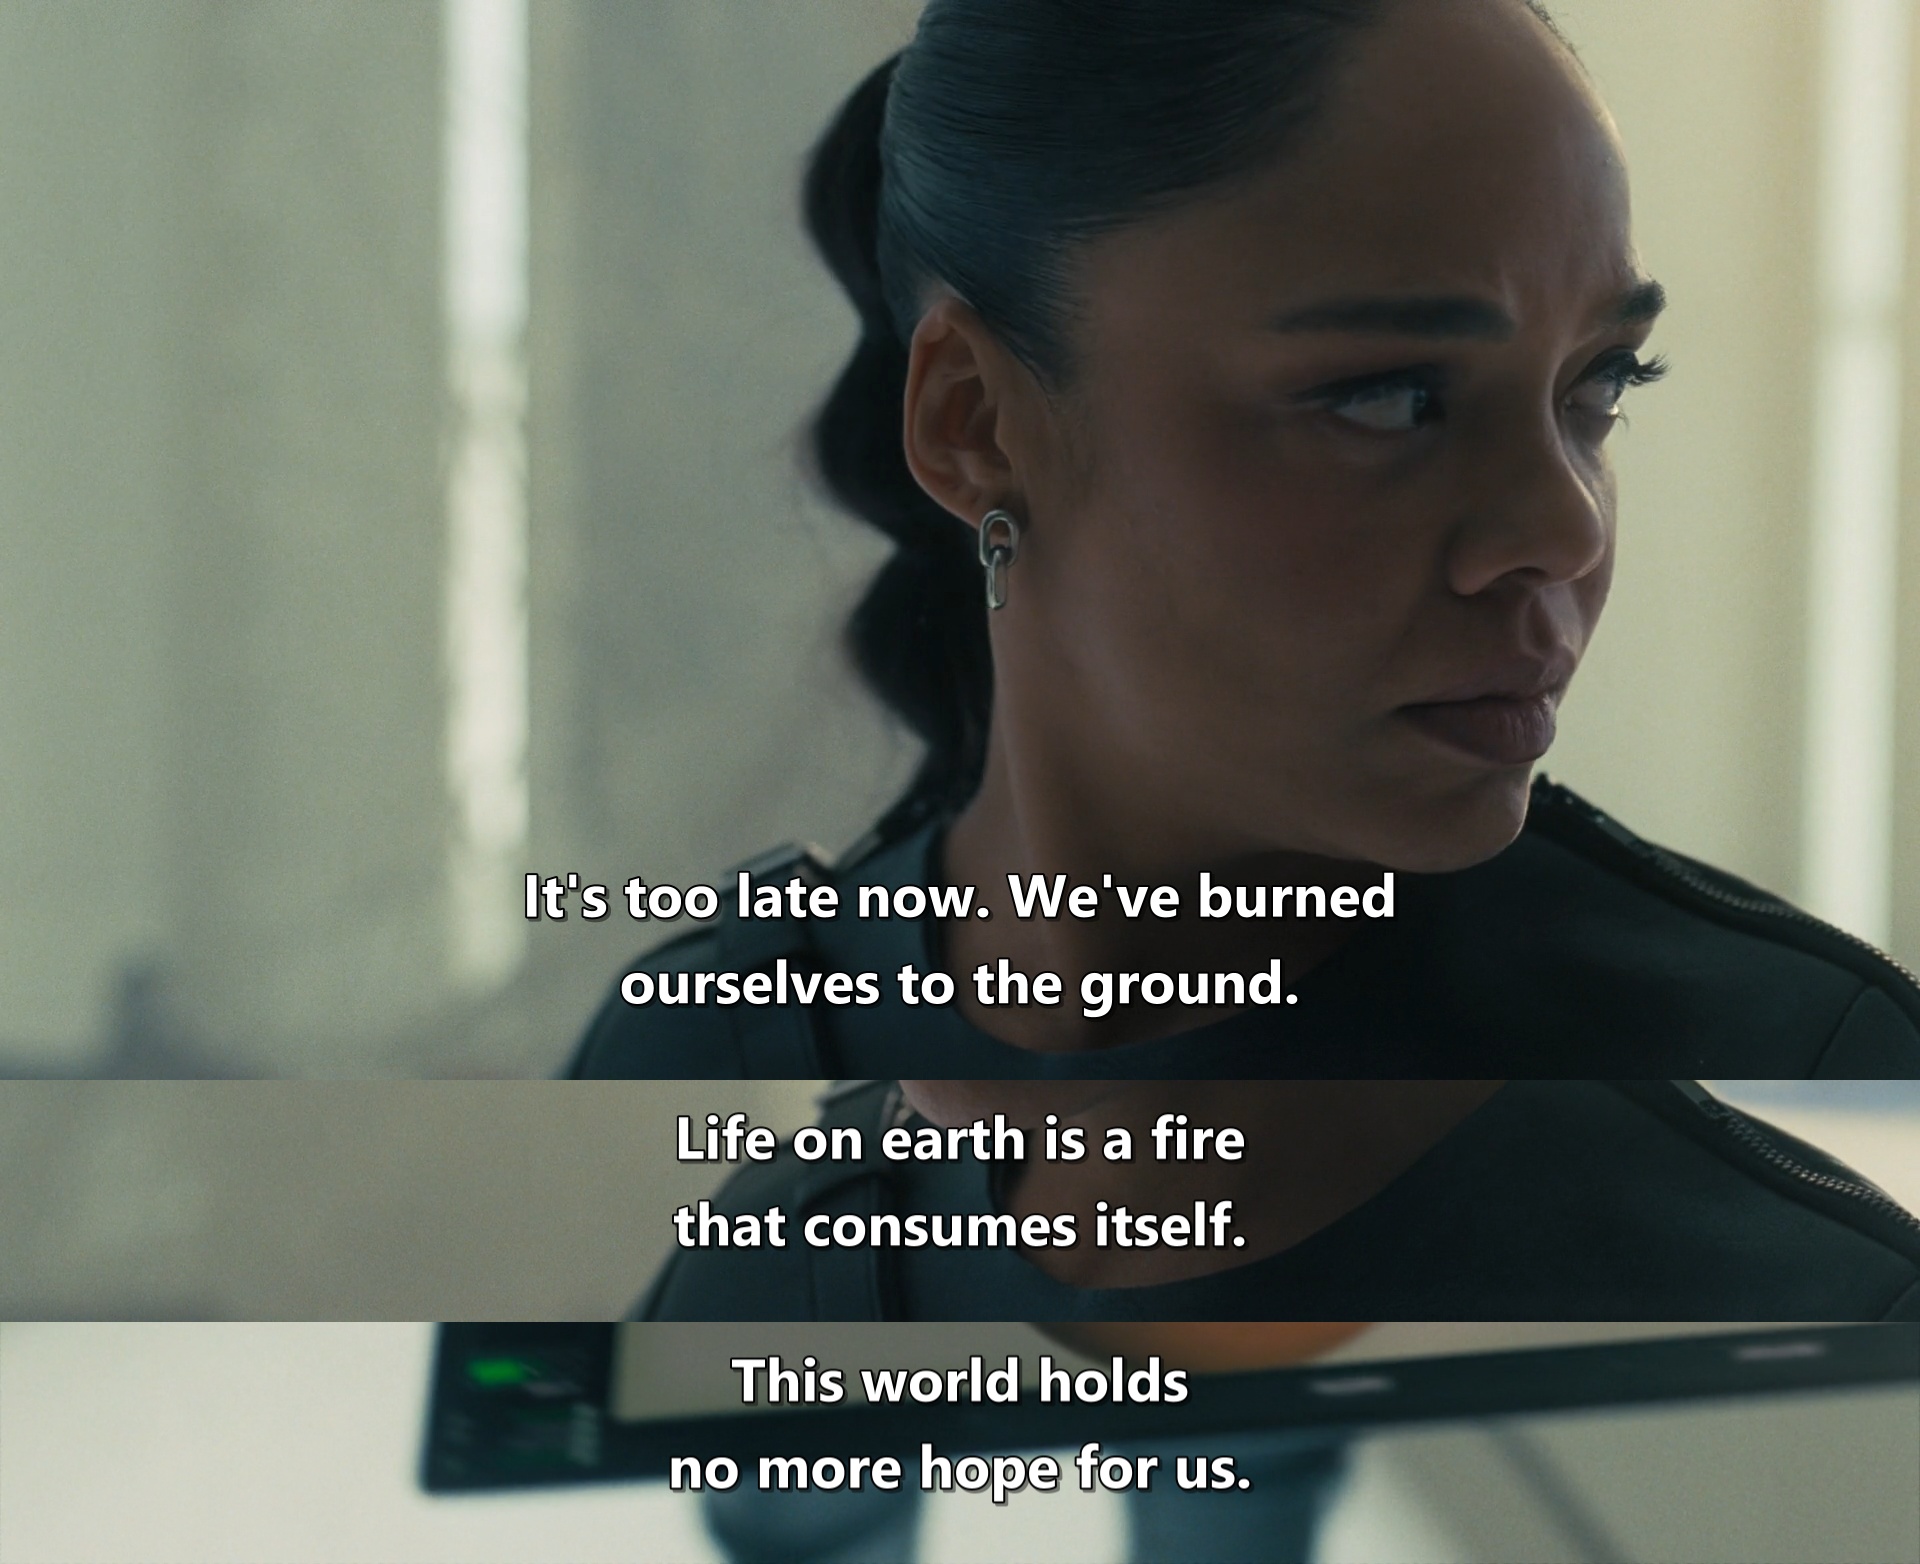 It's too late now. We've burned
ourselves to the ground.
Life on earth is a fire
that consumes itself.
This world holds
no more hope for us.